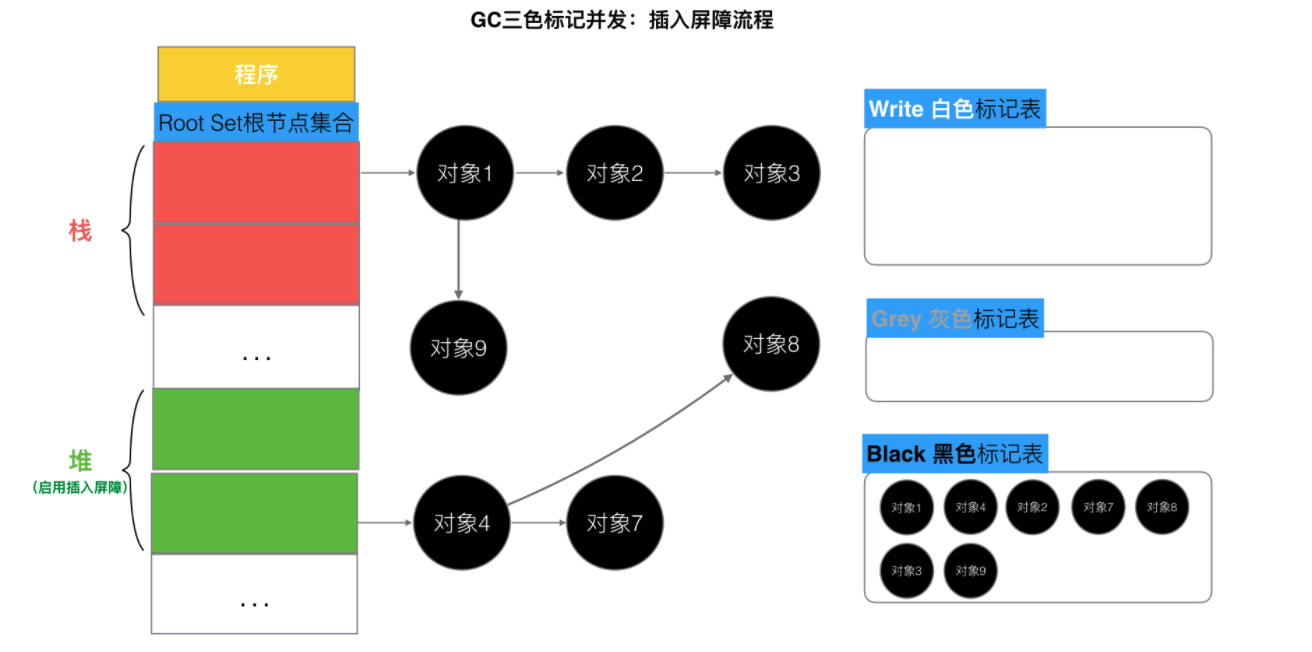 GC三色标记并发：插入屏障流程
程序
Root Set根节点集合
栈
...
堆
（启用插入屏障）
...
对象1
对象2
对象3
对象9
对象8
对象4
对象7
Write 白色标记表
Grey 灰色标记表
Black 黑色标记表
对象1 对象4 对象2 对象7 对象8
对象3 对象9